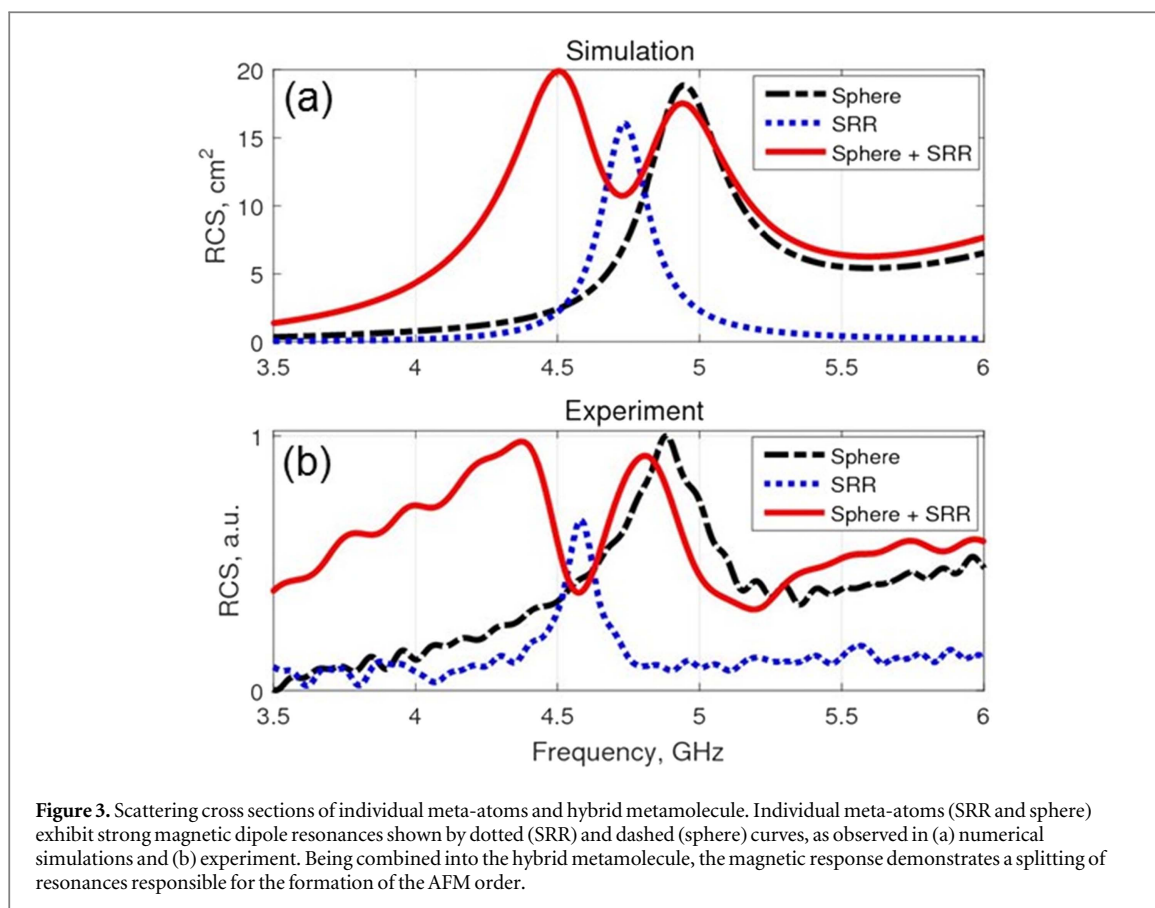 Simulation
(a)
20
15
10
5
0
RCS, cm²
Sphere
SRR
Sphere + SRR
3.5 4 4.5 5 5.5 6
Experiment
(b)
1
0
RCS, a.u.
Sphere
SRR
Sphere + SRR
3.5 4 4.5 5 5.5 6
Frequency, GHz
Figure 3. Scattering cross sections of individual meta-atoms and hybrid metamolecule. Individual meta-atoms (SRR and sphere)
exhibit strong magnetic dipole resonances shown by dotted (SRR) and dashed (sphere) curves, as observed in (a) numerical
simulations and (b) experiment. Being combined into the hybrid metamolecule, the magnetic response demonstrates a splitting of
resonances responsible for the formation of the AFM order.